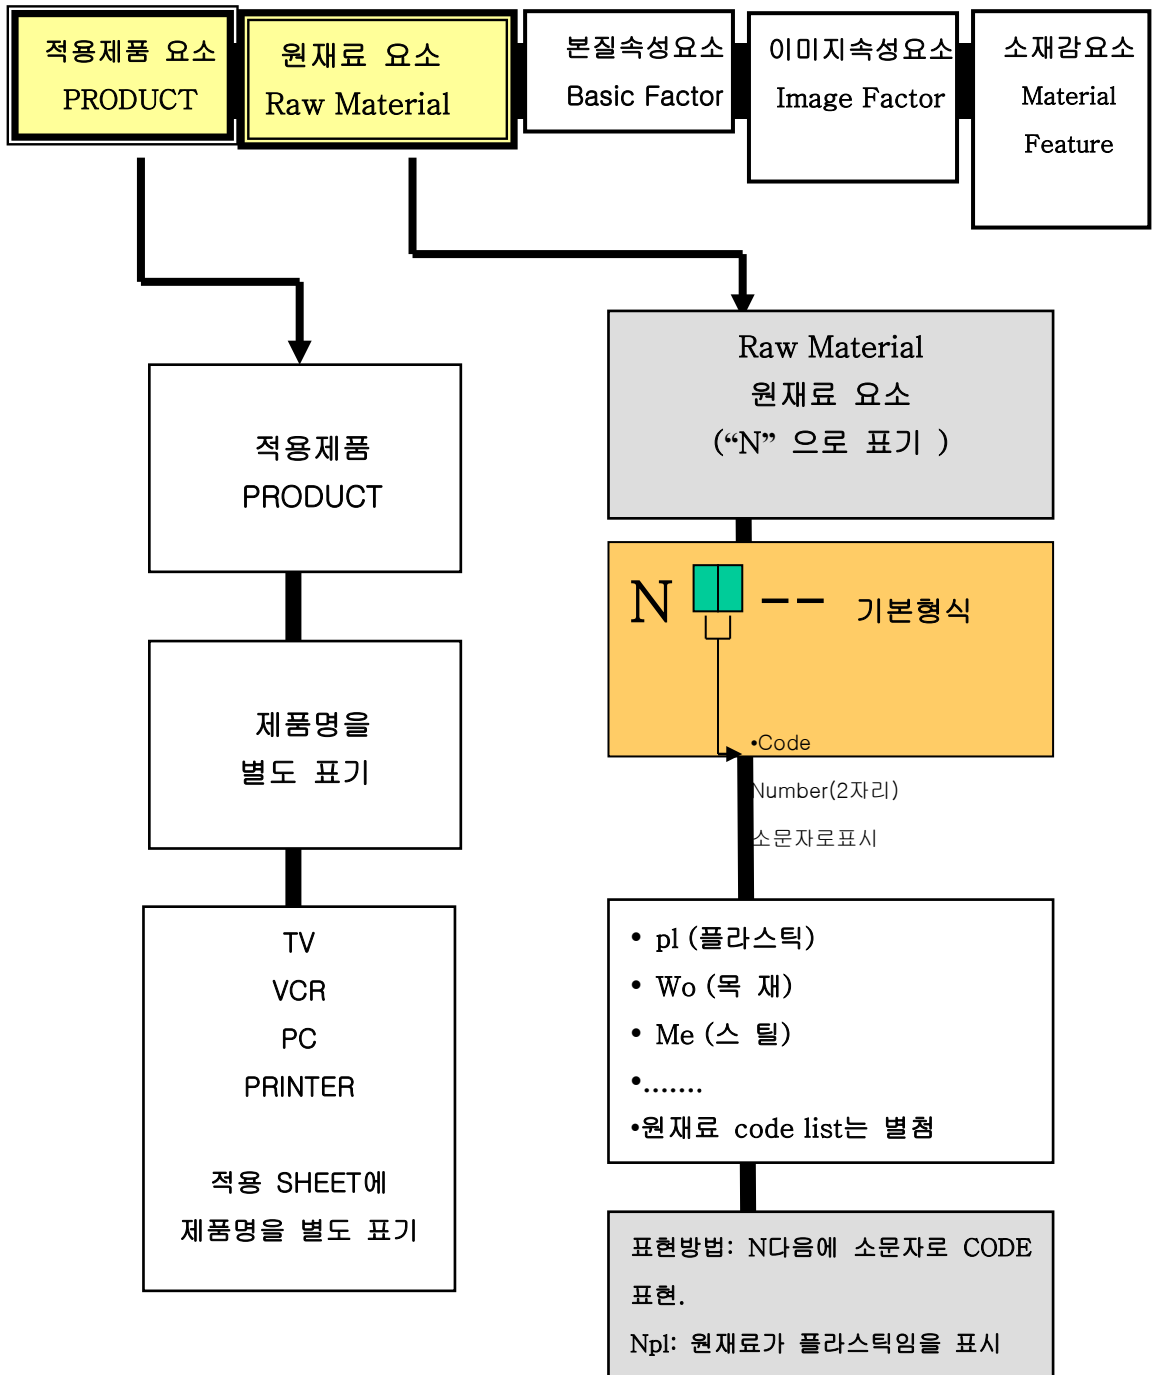 적용제품 요소
PRODUCT
원재료 요소
Raw Material
본질속성요소
Basic Factor
이미지속성요소
Image Factor
소재감요소
Material
Feature
적용제품
PRODUCT
제품명을
별도 표기
TV
VCR
PC
PRINTER
적용 SHEET에
제품명을 별도 표기
Raw Material
원재료 요소
(“N” 으로 표기 )
N -- 기본형식
•Code
Number(2자리)
소문자로표시
• pl (플라스틱)
• Wo (목 재)
• Me (스 틸)
•.......
•원재료 code list는 별첨
표현방법: N다음에 소문자로 CODE
표현.
Npl: 원재료가 플라스틱임을 표시